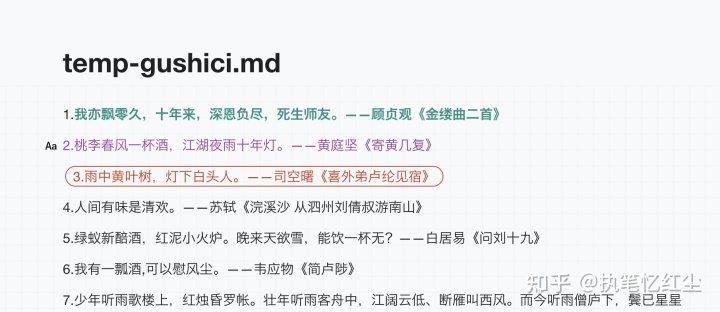 temp-gushici.md
1.我亦飘零久，十年来，深恩负尽，死生师友。——顾贞观《金缕曲二首》
Aa 2.桃李春风一杯酒，江湖夜雨十年灯。——黄庭坚《寄黄几复》
3.雨中黄叶树，灯下白头人。——司空曙《喜外弟卢纶见宿》
4.人间有味是清欢。——苏轼《浣溪沙 从泗州刘倩叔游南山》
5.绿蚁新醅酒，红泥小火炉。晚来天欲雪，能饮一杯无？——白居易《问刘十九》
6.我有一瓢酒,可以慰风尘。——韦应物《简卢陟》
7.少年听雨歌楼上，红烛昏罗帐。壮年听雨客舟中，江阔云低、断雁叫西风。而今听雨僧庐下，鬓已星星
知乎 @执笔忆红尘